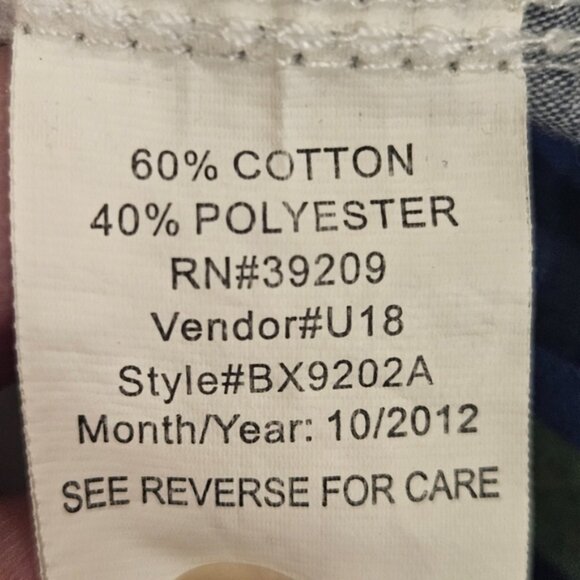 60% COTTON
40% POLYESTER
RN#39209
Vendor#U18
Style#BX9202A
Month/Year: 10/2012
SEE REVERSE FOR CARE